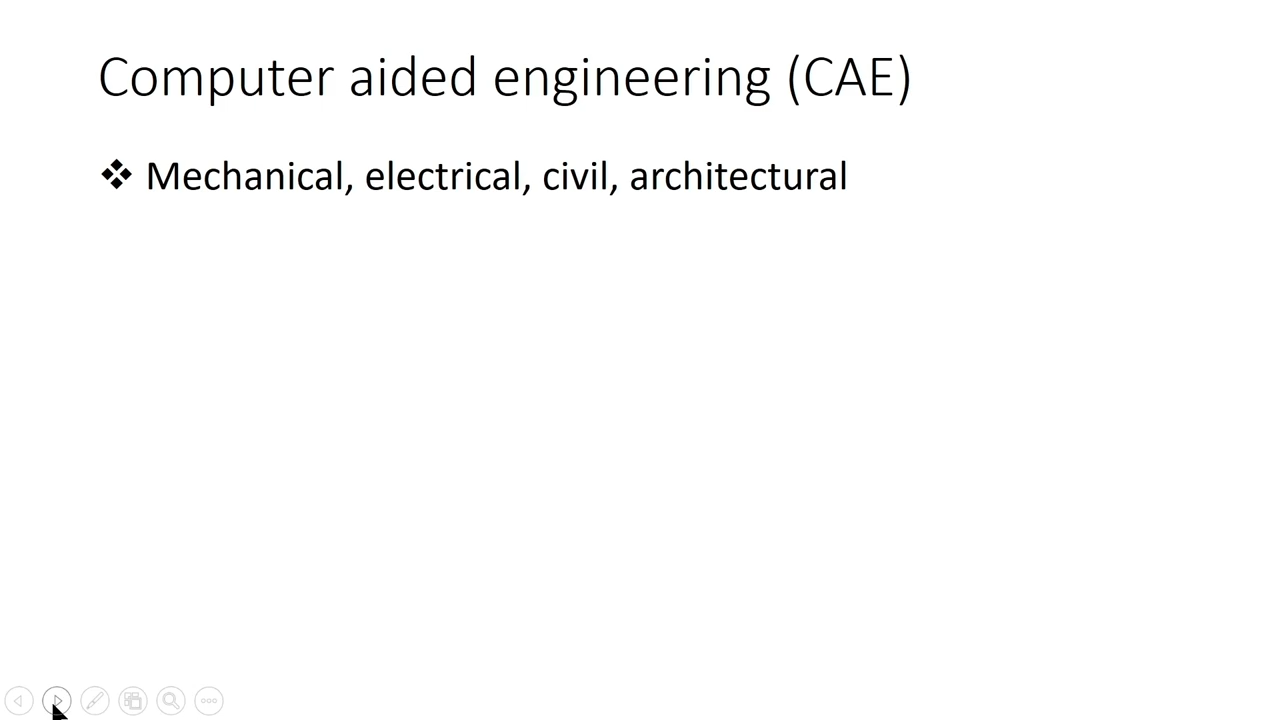 Computer aided engineering (CAE)
❖ Mechanical, electrical, civil, architectural